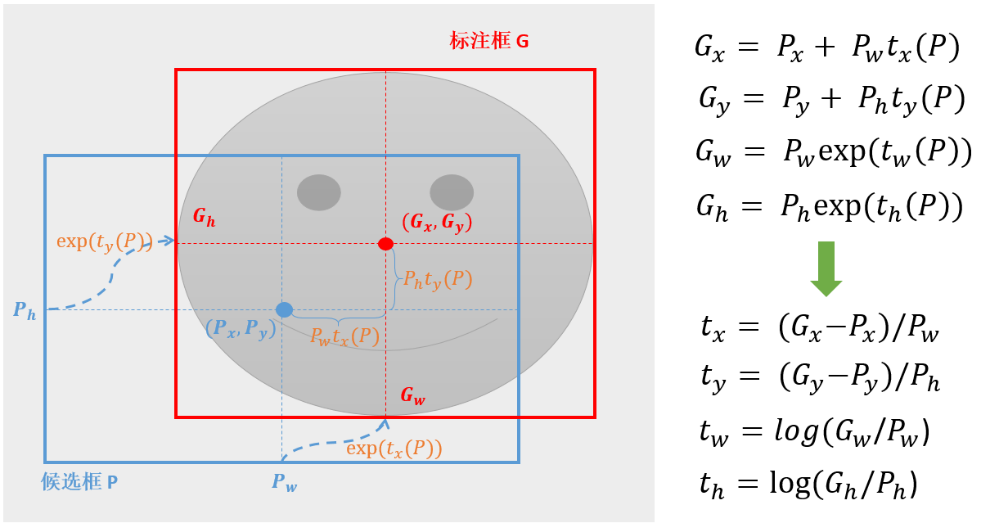 标注框 G
G_h
(G_x, G_y)
exp(t_y(P))
P_h t_y(P)
P_h
(P_x, P_y)
P_w t_x(P)
G_w
exp(t_x(P))
候选框 P
P_w
G_x = P_x + P_w t_x(P)
G_y = P_y + P_h t_y(P)
G_w = P_w exp(t_w(P))
G_h = P_h exp(t_h(P))
t_x = (G_x−P_x)/P_w
t_y = (G_y−P_y)/P_h
t_w = log(G_w/P_w)
t_h = log(G_h/P_h)